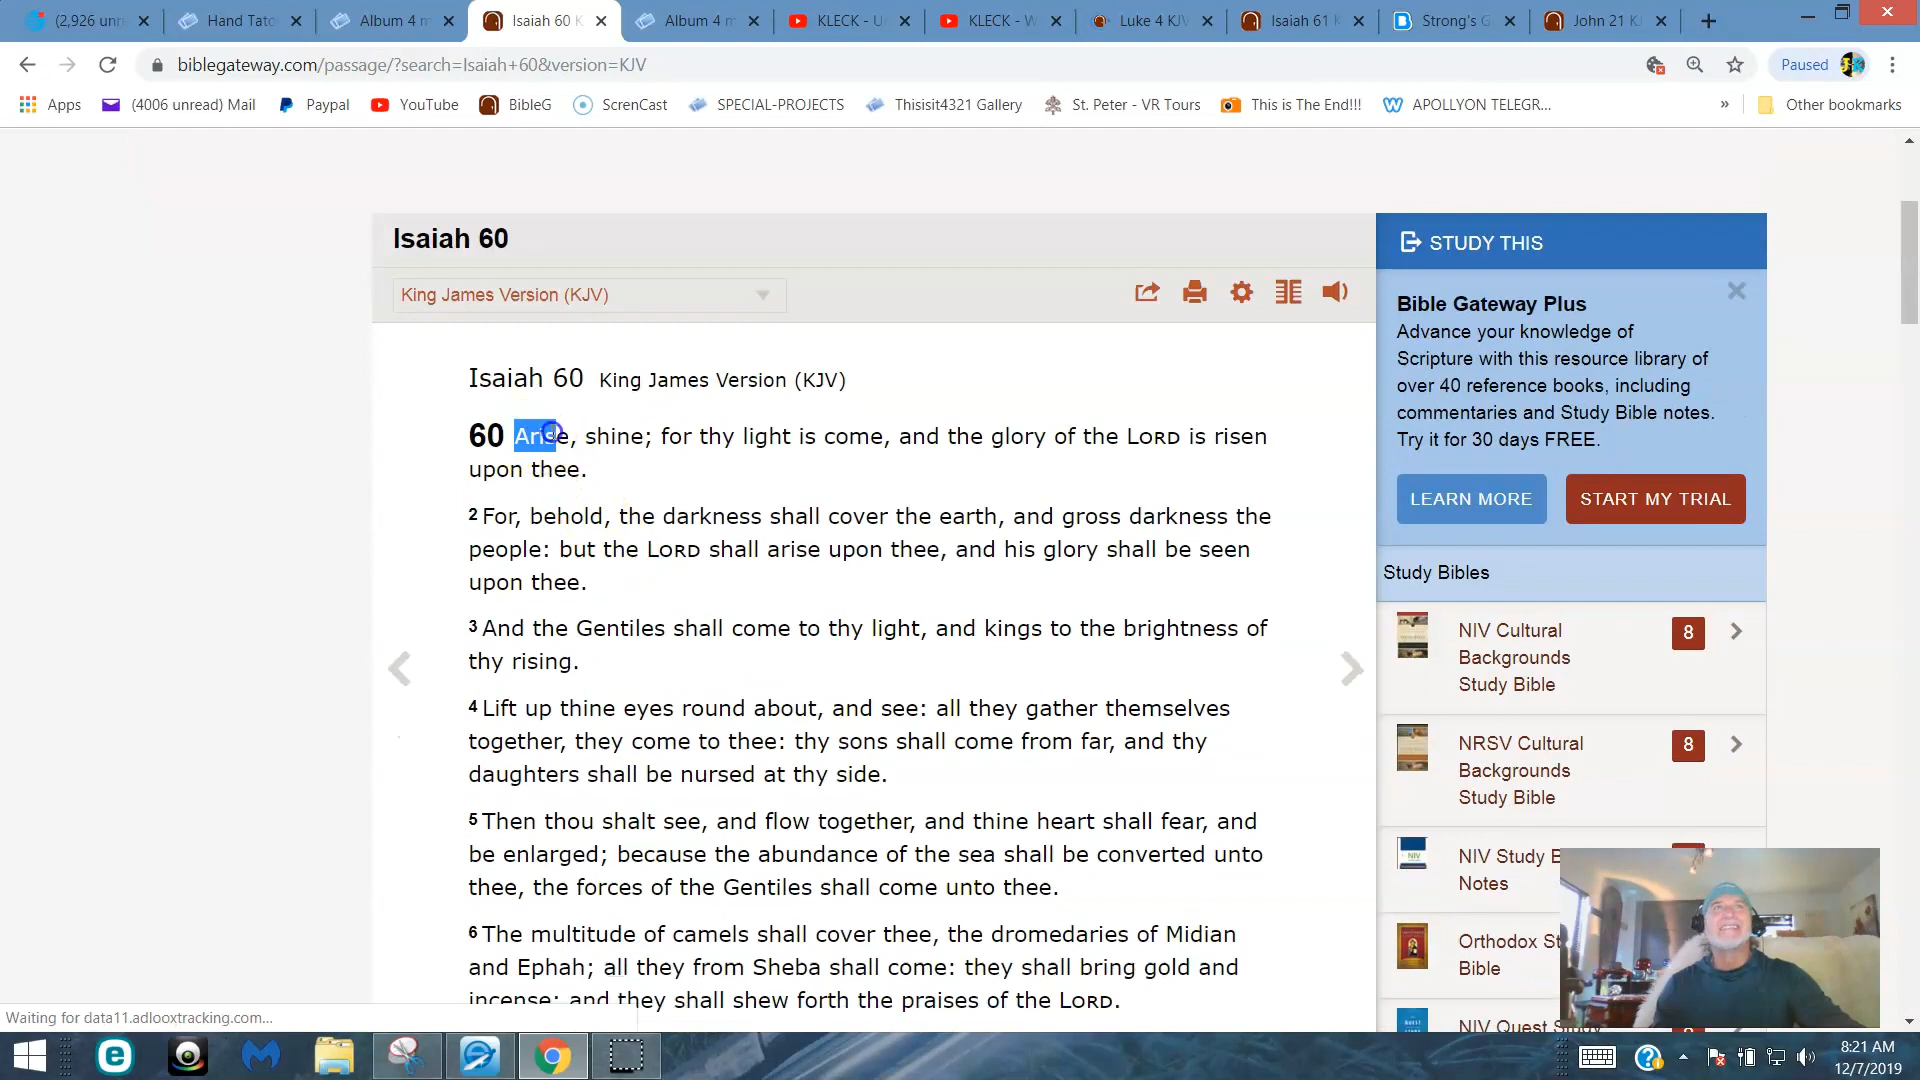 (2,926 unre
Hand Tato
Album 4 m
Isaiah 60 K
Album 4 m
KLECK - U
KLECK - W
Luke 4 KJV
Isaiah 61 K
Strong's G
John 21 KJ
biblegateway.com/passage/?search=Isaiah+60&version=KJV
Paused
Apps
(4006 unread) Mail
Paypal
YouTube
BibleG
ScrenCast
SPECIAL-PROJECTS
Thisisit4321 Gallery
St. Peter - VR Tours
This is The End!!!
APOLLYON TELEGR...
»
Other bookmarks
Isaiah 60
King James Version (KJV)
Isaiah 60 King James Version (KJV)
60 Arise, shine; for thy light is come, and the glory of the LORD is risen
upon thee.
2 For, behold, the darkness shall cover the earth, and gross darkness the
people: but the LORD shall arise upon thee, and his glory shall be seen
upon thee.
3 And the Gentiles shall come to thy light, and kings to the brightness of
thy rising.
4 Lift up thine eyes round about, and see: all they gather themselves
together, they come to thee: thy sons shall come from far, and thy
daughters shall be nursed at thy side.
5 Then thou shalt see, and flow together, and thine heart shall fear, and
be enlarged; because the abundance of the sea shall be converted unto
thee, the forces of the Gentiles shall come unto thee.
6 The multitude of camels shall cover thee, the dromedaries of Midian
and Ephah; all they from Sheba shall come: they shall bring gold and
incense; and they shall shew forth the praises of the LORD.
STUDY THIS
Bible Gateway Plus
Advance your knowledge of
Scripture with this resource library of
over 40 reference books, including
commentaries and Study Bible notes.
Try it for 30 days FREE.
LEARN MORE
START MY TRIAL
Study Bibles
NIV Cultural
Backgrounds
Study Bible
8
NRSV Cultural
Backgrounds
Study Bible
8
NIV Study B
Notes
Orthodox St
Bible
NIV Quest Study
Waiting for data11.adlooxtracking.com...
8:21 AM
12/7/2019